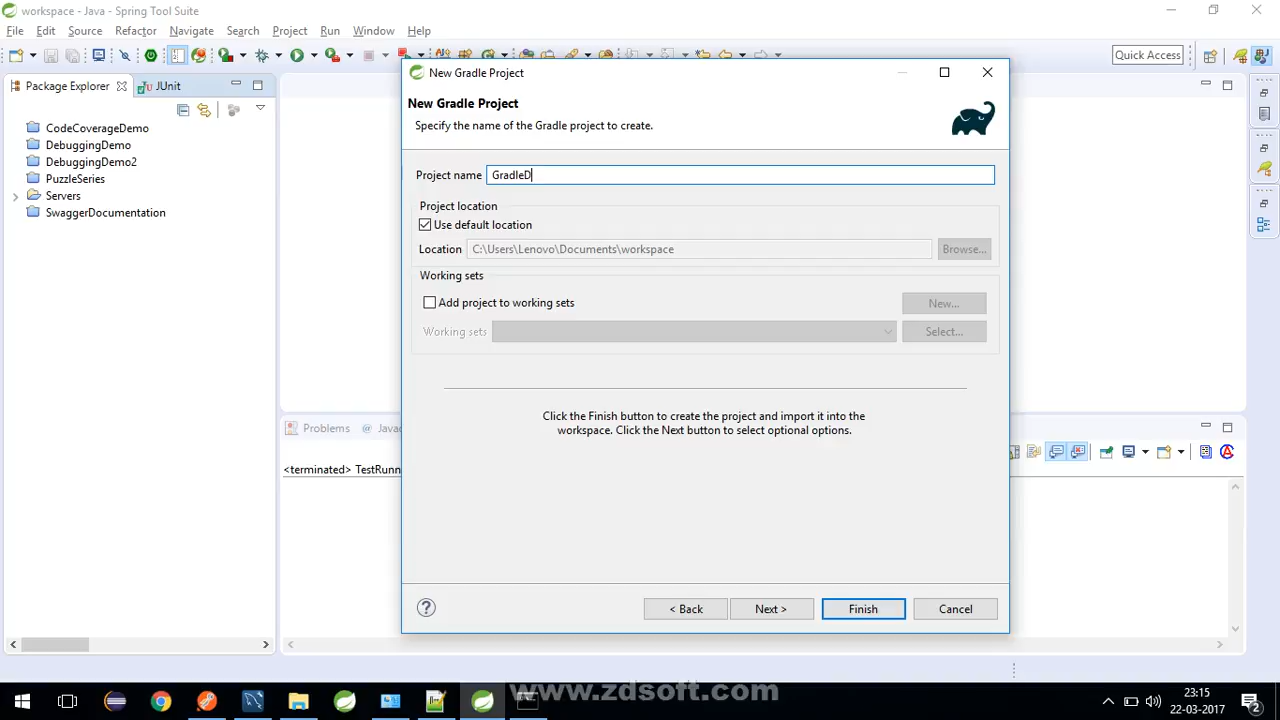 workspace - Java - Spring Tool Suite
File Edit Source Refactor Navigate Search Project Run Window Help
Quick Access
Package Explorer JUnit
CodeCoverageDemo
DebuggingDemo
DebuggingDemo2
PuzzleSeries
Servers
SwaggerDocumentation
New Gradle Project
New Gradle Project
Specify the name of the Gradle project to create.
Project name GradleD
Project location
Use default location
Location C:\Users\Lenovo\Documents\workspace Browse...
Working sets
Add project to working sets New...
Working sets Select...
Click the Finish button to create the project and import it into the
workspace. Click the Next button to select optional options.
< Back Next > Finish Cancel
Problems @ Javac
<terminated> TestRunn
www.zdsoft.com
23:15
22-03-2017
2